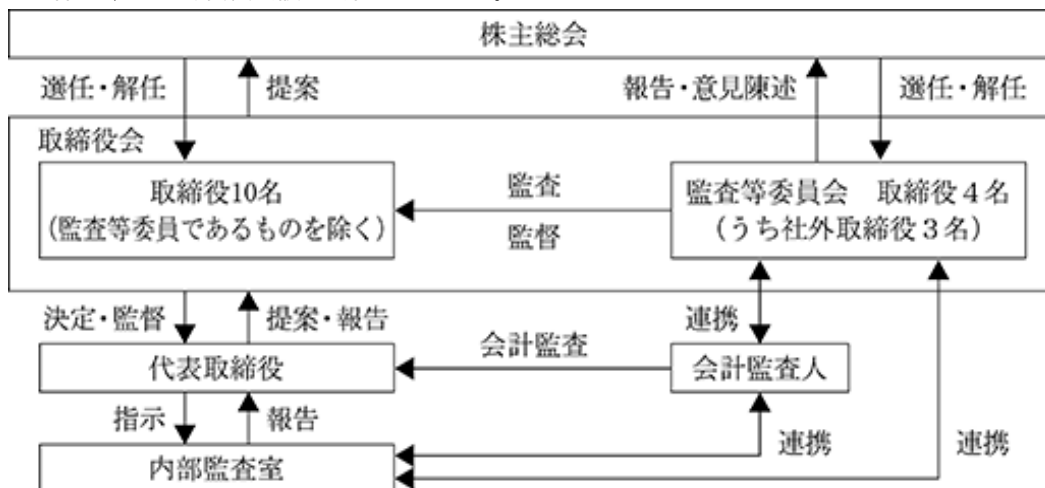 株主総会
選任・解任
提案
報告・意見陳述
選任・解任
取締役会
取締役10名
(監査等委員であるものを除く)
監査
監督
監査等委員会　取締役4名
(うち社外取締役3名)
決定・監督
提案・報告
会計監査
連携
代表取締役
会計監査人
指示
報告
連携
連携
内部監査室